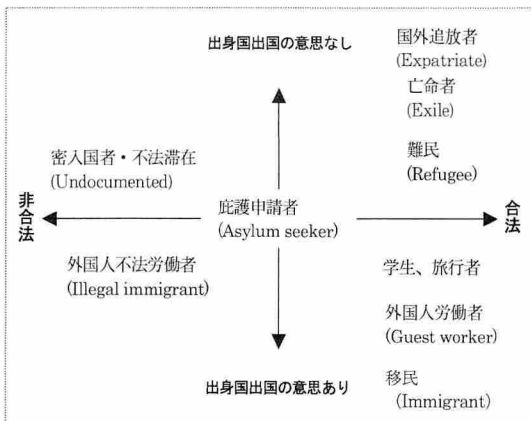 出身国出国の意思なし
国外追放者
(Expatriate)
亡命者
(Exile)
難民
(Refugee)
密入国者・不法滞在
(Undocumented)
非合法
庇護申請者
(Asylum seeker)
合法
外国人不法労働者
(Illegal immigrant)
学生、旅行者
外国人労働者
(Guest worker)
出身国出国の意思あり
移民
(Immigrant)